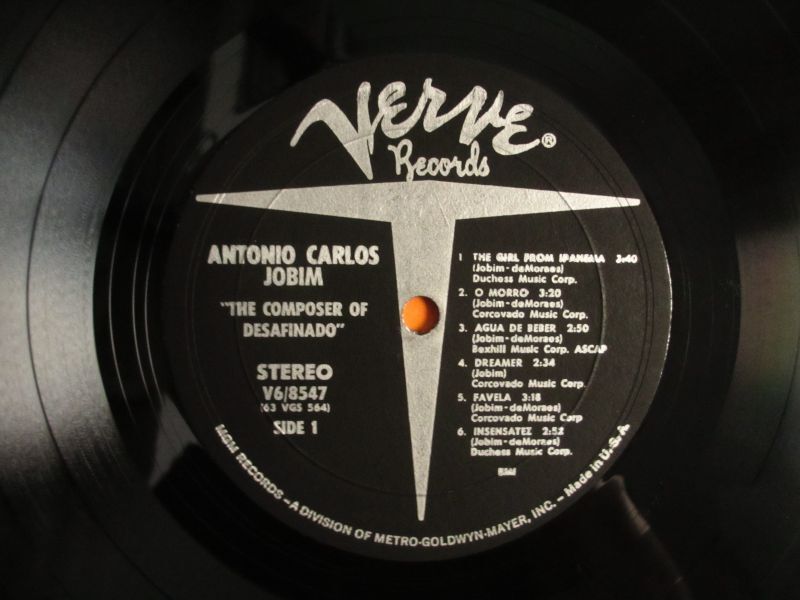 VERVE ®
Records
ANTONIO CARLOS
JOBIM
"THE COMPOSER OF
DESAFINADO"
STEREO
V6/8547
(63 VGS 564)
SIDE 1
1 THE GIRL FROM IPANEMA 3:40
(Jobim-deMoraes)
Duchess Music Corp.
2. O MORRO 3:20
(Jobim-deMoraes)
Corcovado Music Corp.
3. AGUA DE BEBER 2:50
(Jobim-deMoraes)
Bexhill Music Corp. ASCAP
4. DREAMER 2:34
(Jobim)
Corcovado Music Corp.
5. FAVELA 3:18
(Jobim-deMoraes)
Corcovado Music Corp
6. INSENSATEZ 2:52
(Jobim-deMoraes)
Duchess Music Corp.
BMI
MGM RECORDS – A DIVISION OF METRO-GOLDWYN-MAYER, INC. – Made in U.S.A.